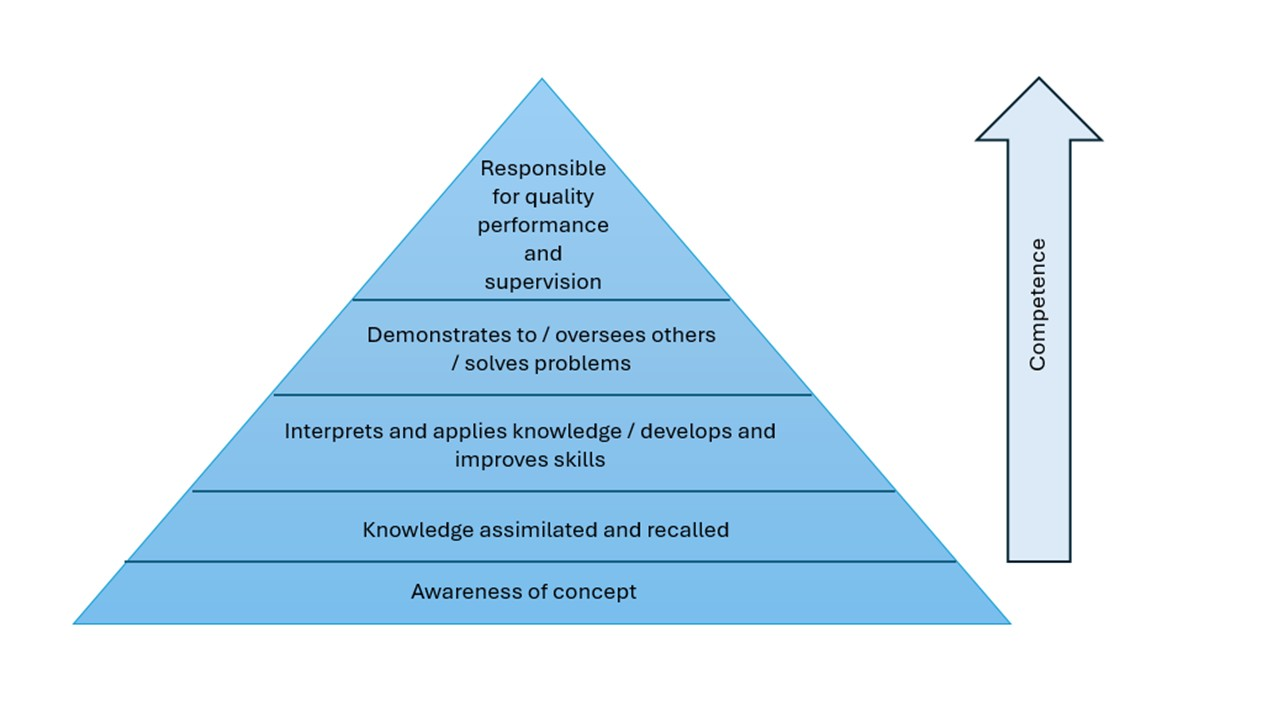 Responsible
for quality
performance
and
supervision
Demonstrates to / oversees others
/ solves problems
Interprets and applies knowledge / develops and
improves skills
Knowledge assimilated and recalled
Awareness of concept
Competence